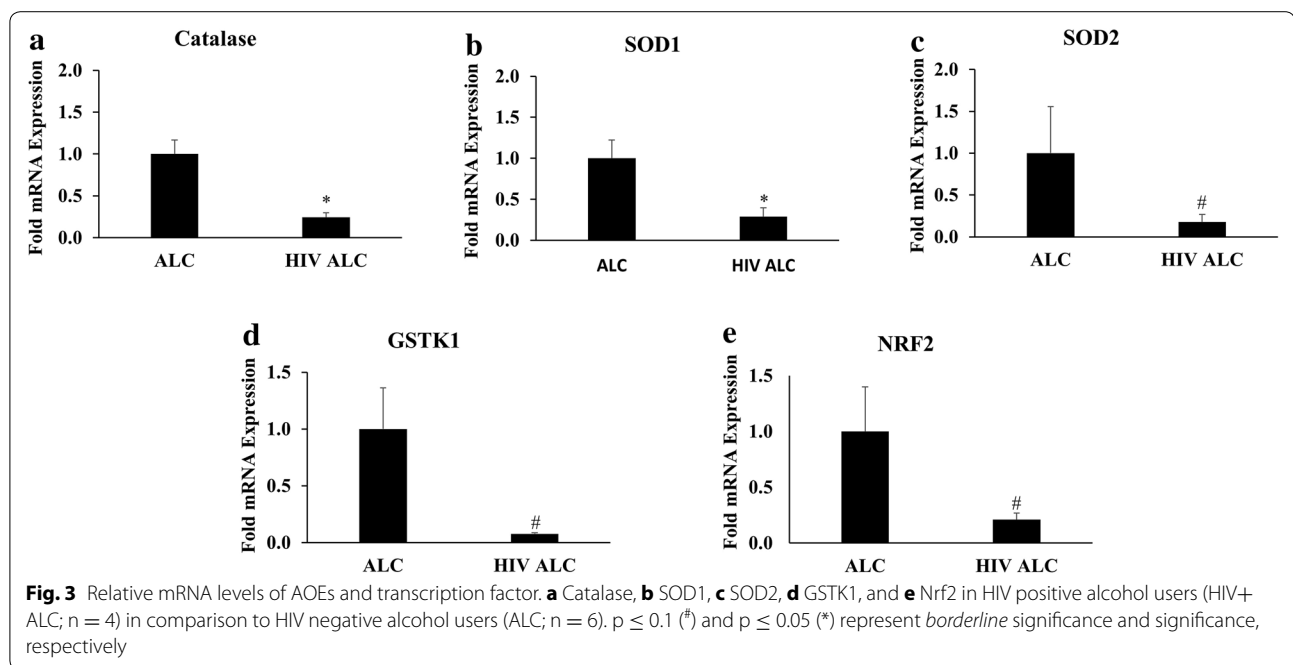 a Catalase
Fold mRNA Expression
2.0
1.5
1.0
0.5
0.0
*
ALC HIV ALC
b SOD1
Fold mRNA Expression
2.0
1.5
1.0
0.5
0.0
*
ALC HIV ALC
c SOD2
Fold mRNA Expression
2.0
1.5
1.0
0.5
0.0
#
ALC HIV ALC
d GSTK1
Fold mRNA Expression
1.5
1.0
0.5
0.0
#
ALC HIV ALC
e NRF2
Fold mRNA Expression
1.5
1.0
0.5
0.0
#
ALC HIV ALC
Fig. 3 Relative mRNA levels of AOEs and transcription factor. a Catalase, b SOD1, c SOD2, d GSTK1, and e Nrf2 in HIV positive alcohol users (HIV+
ALC; n = 4) in comparison to HIV negative alcohol users (ALC; n = 6). p ≤ 0.1 (#) and p ≤ 0.05 (*) represent borderline significance and significance,
respectively